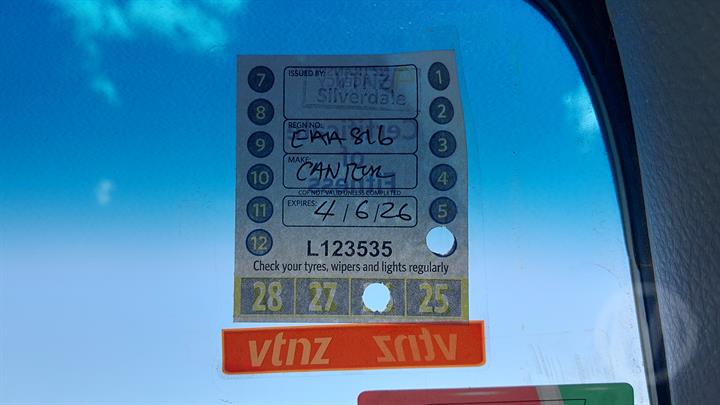 7 ISSUED BY: 1
Silverdale
8 2
REGN NO.
9 EAA816 3
MAKE:
10 CANTER 4
COF NOT VALID UNLESS COMPLETED
11 EXPIRES: 4/6/26 5
12 L123535
Check your tyres, wipers and lights regularly
28 27 25
vtnz vtnz